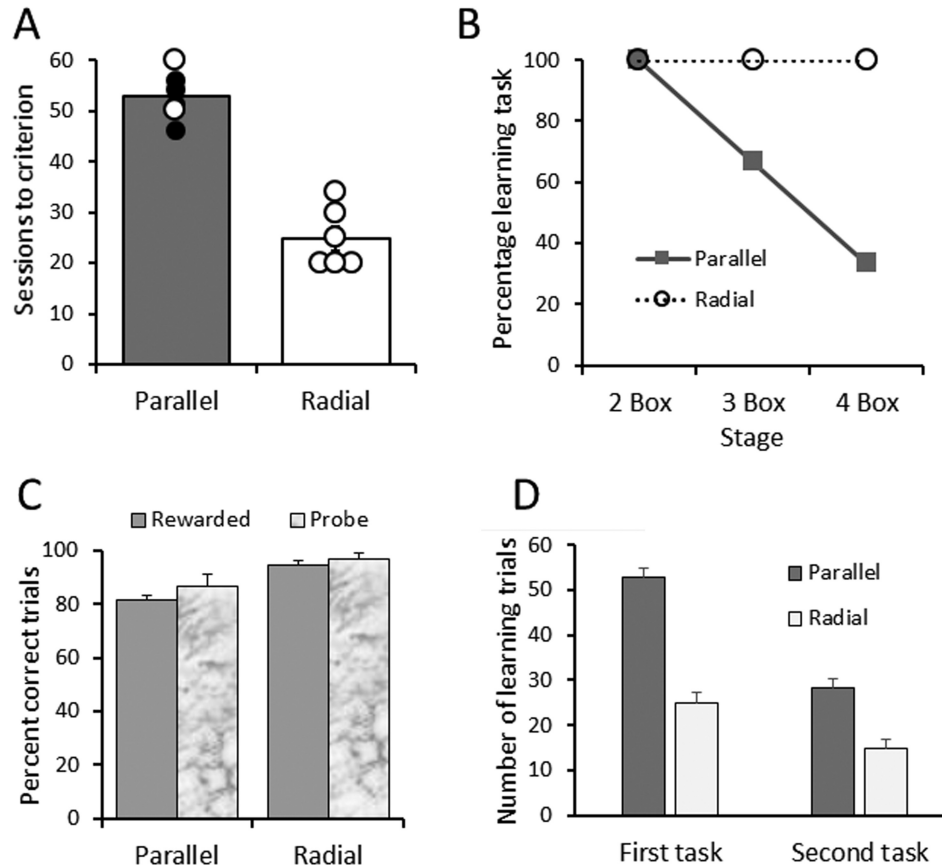 A
Sessions to criterion
60
50
40
30
20
10
0
Parallel Radial
B
Percentage learning task
100
80
60
40
20
0
Parallel
Radial
2 Box 3 Box 4 Box
Stage
C
Rewarded Probe
Percent correct trials
100
80
60
40
20
0
Parallel Radial
D
Number of learning trials
60
50
40
30
20
10
0
Parallel
Radial
First task Second task